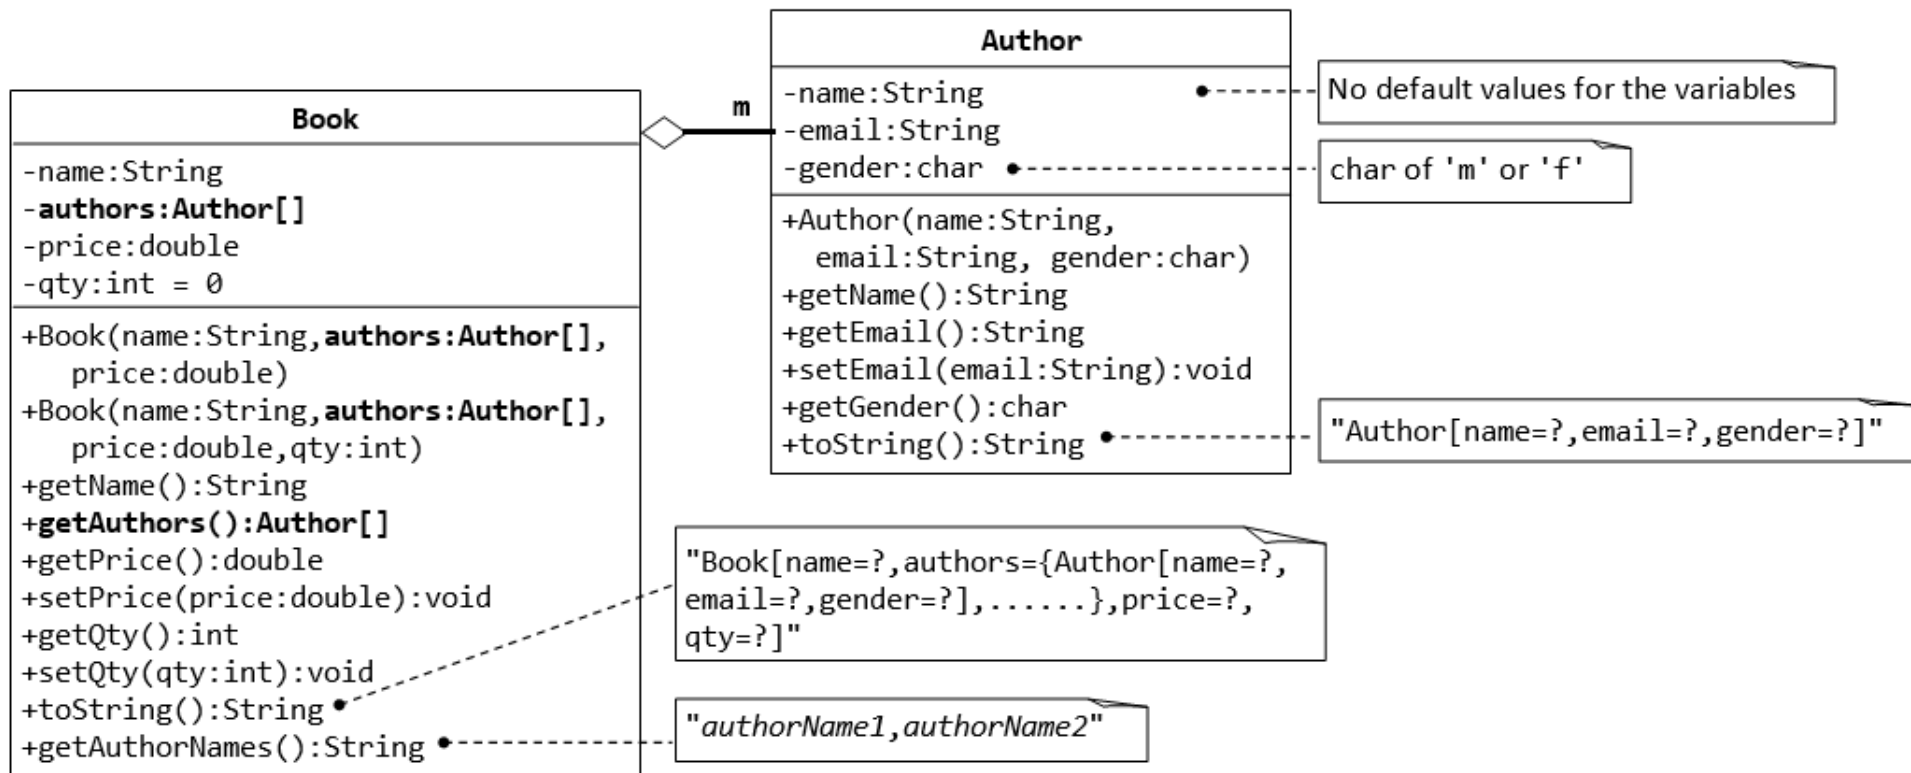 Book
-name:String
-authors:Author[]
-price:double
-qty:int = 0
+Book(name:String,authors:Author[],
price:double)
+Book(name:String,authors:Author[],
price:double,qty:int)
+getName():String
+getAuthors():Author[]
+getPrice():double
+setPrice(price:double):void
+getQty():int
+setQty(qty:int):void
+toString():String
+getAuthorNames():String
m
Author
-name:String
-email:String
-gender:char
+Author(name:String,
email:String, gender:char)
+getName():String
+getEmail():String
+setEmail(email:String):void
+getGender():char
+toString():String
No default values for the variables
char of 'm' or 'f'
"Author[name=?,email=?,gender=?]"
"Book[name=?,authors={Author[name=?,
email=?,gender=?],......},price=?,
qty=?]"
"authorName1,authorName2"